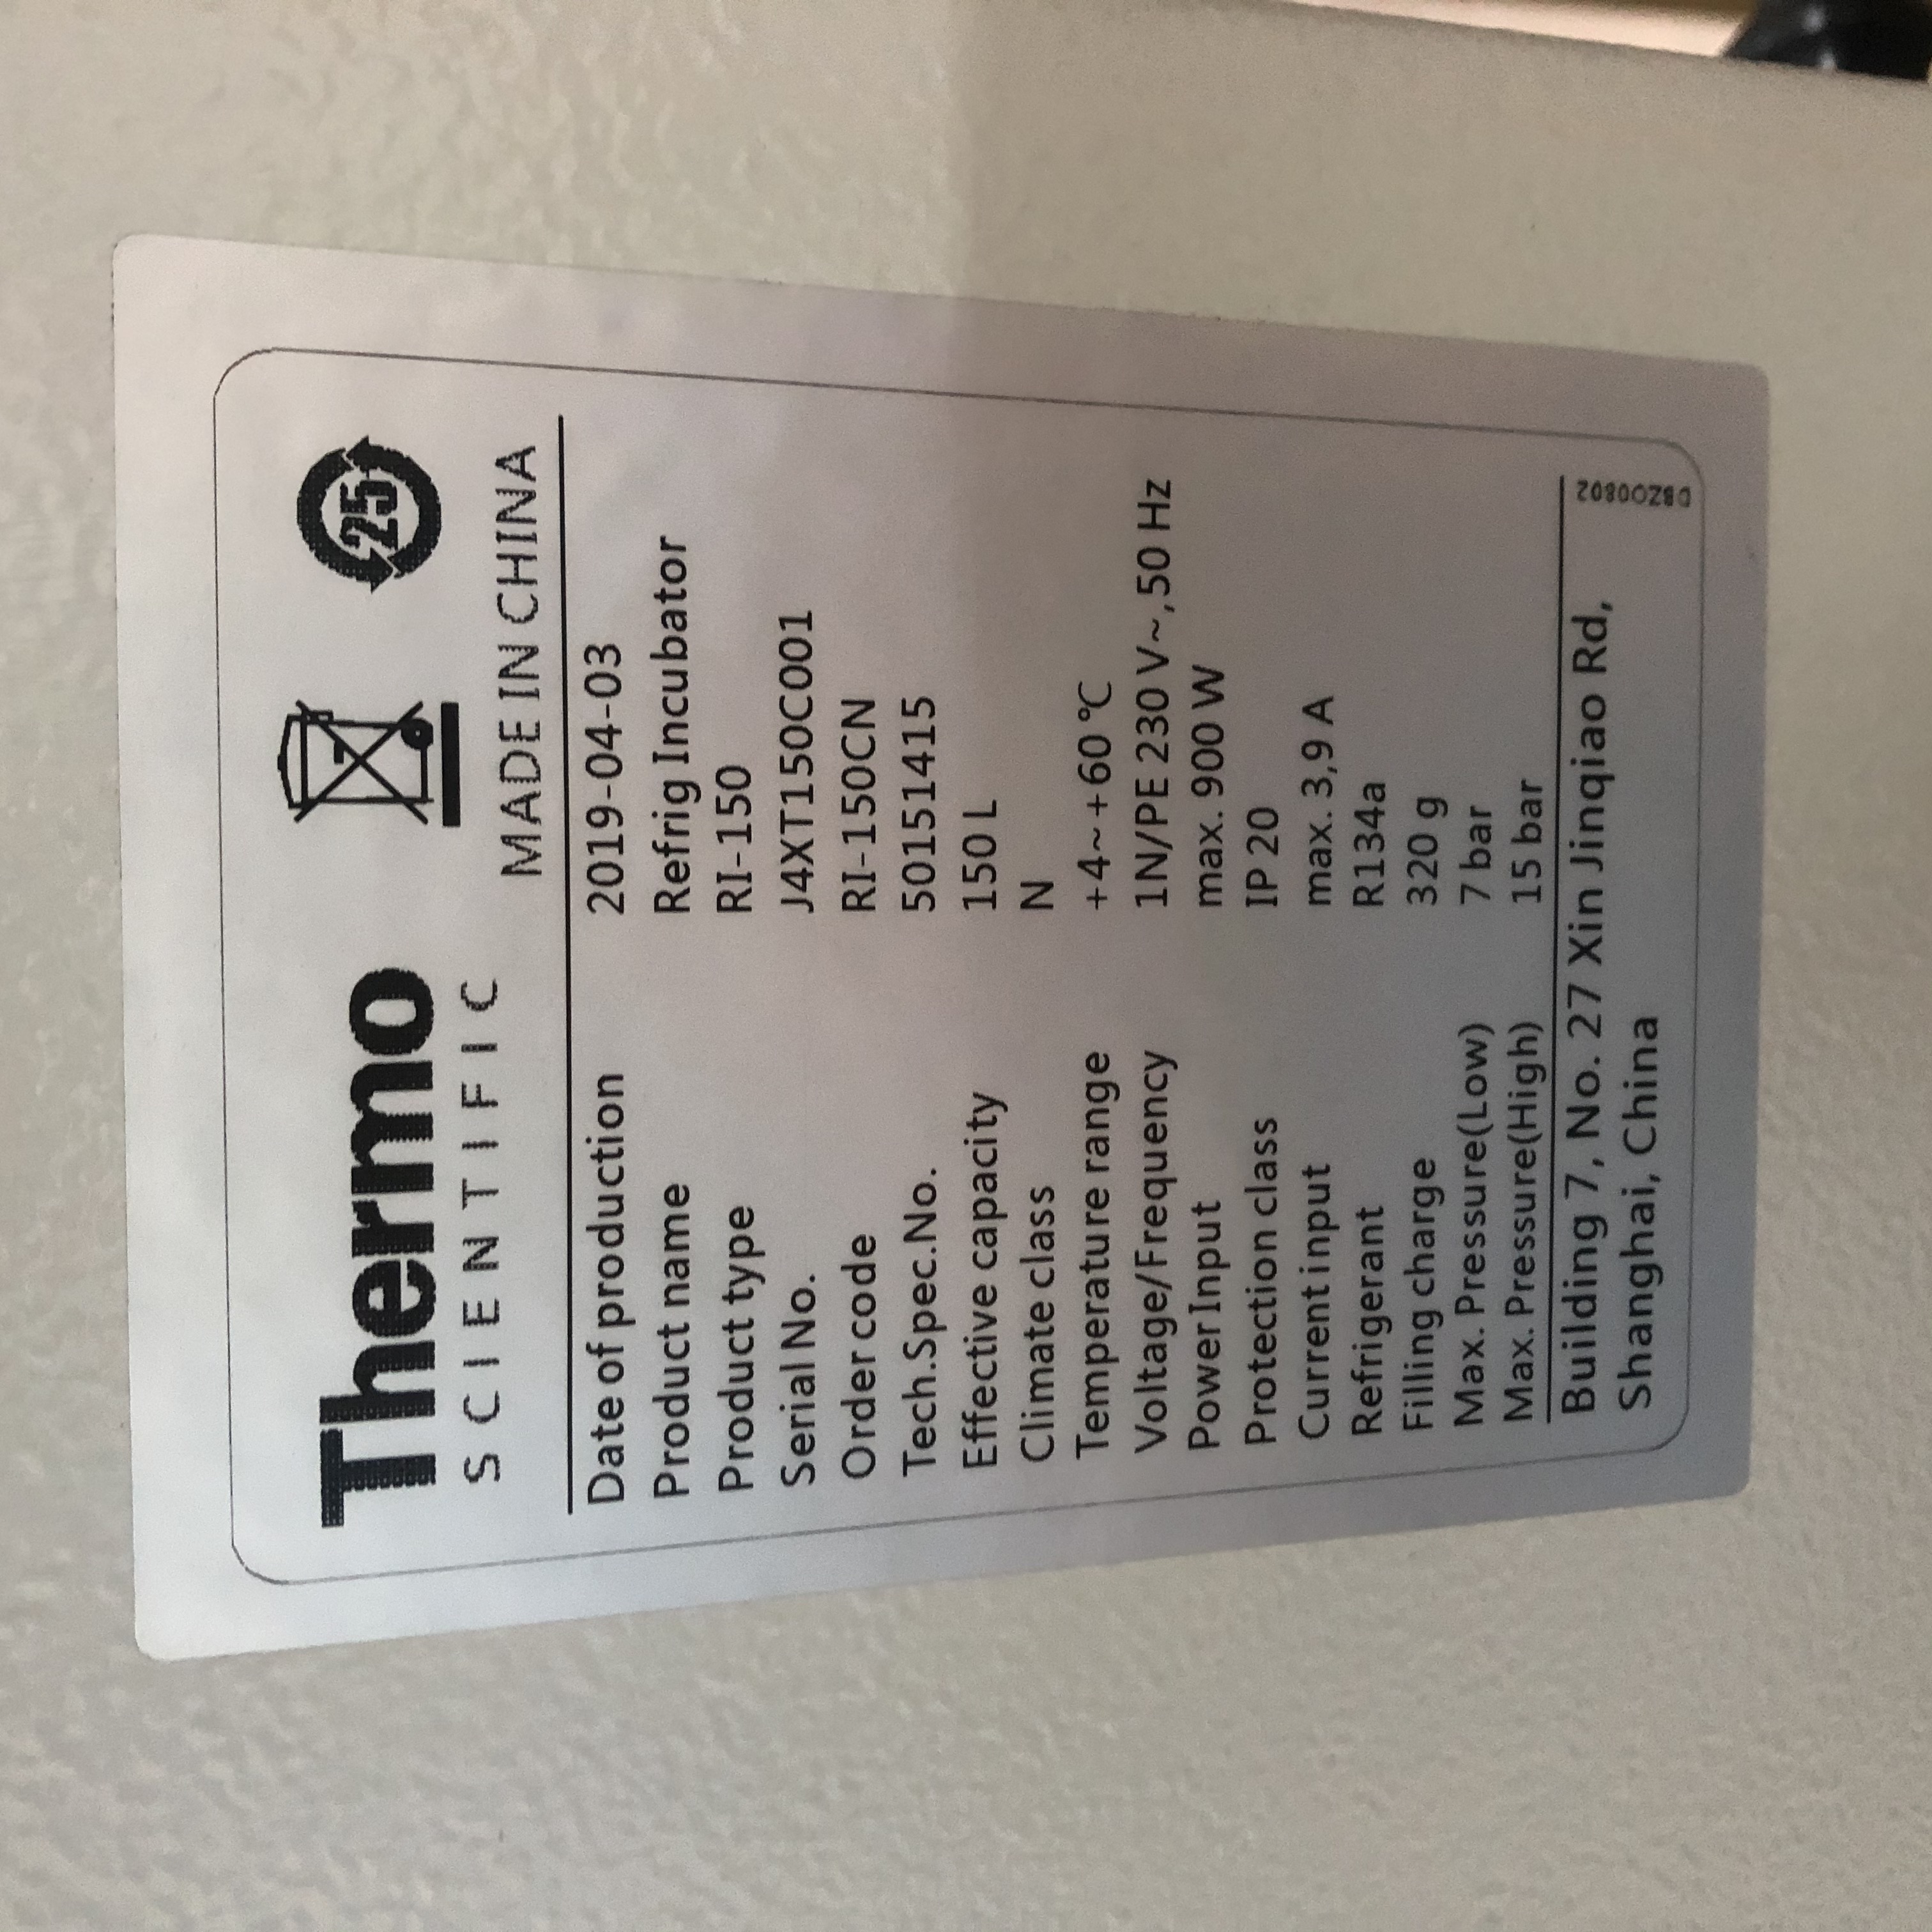 Thermo
SCIENTIFIC
25
MADE IN CHINA
Date of production 2019-04-03
Product name Refrig Incubator
Product type RI-150
Serial No. J4XT150C001
Order code RI-150CN
Tech.Spec.No. 50151415
Effective capacity 150 L
Climate class N
Temperature range +4~+60 ℃
Voltage/Frequency 1N/PE 230 V~,50 Hz
Power Input max. 900 W
Protection class IP 20
Current input max. 3,9 A
Refrigerant R134a
Filling charge 320 g
Max. Pressure(Low) 7 bar
Max. Pressure(High) 15 bar
Building 7, No. 27 Xin Jinqiao Rd,
Shanghai, China
DBZ00802